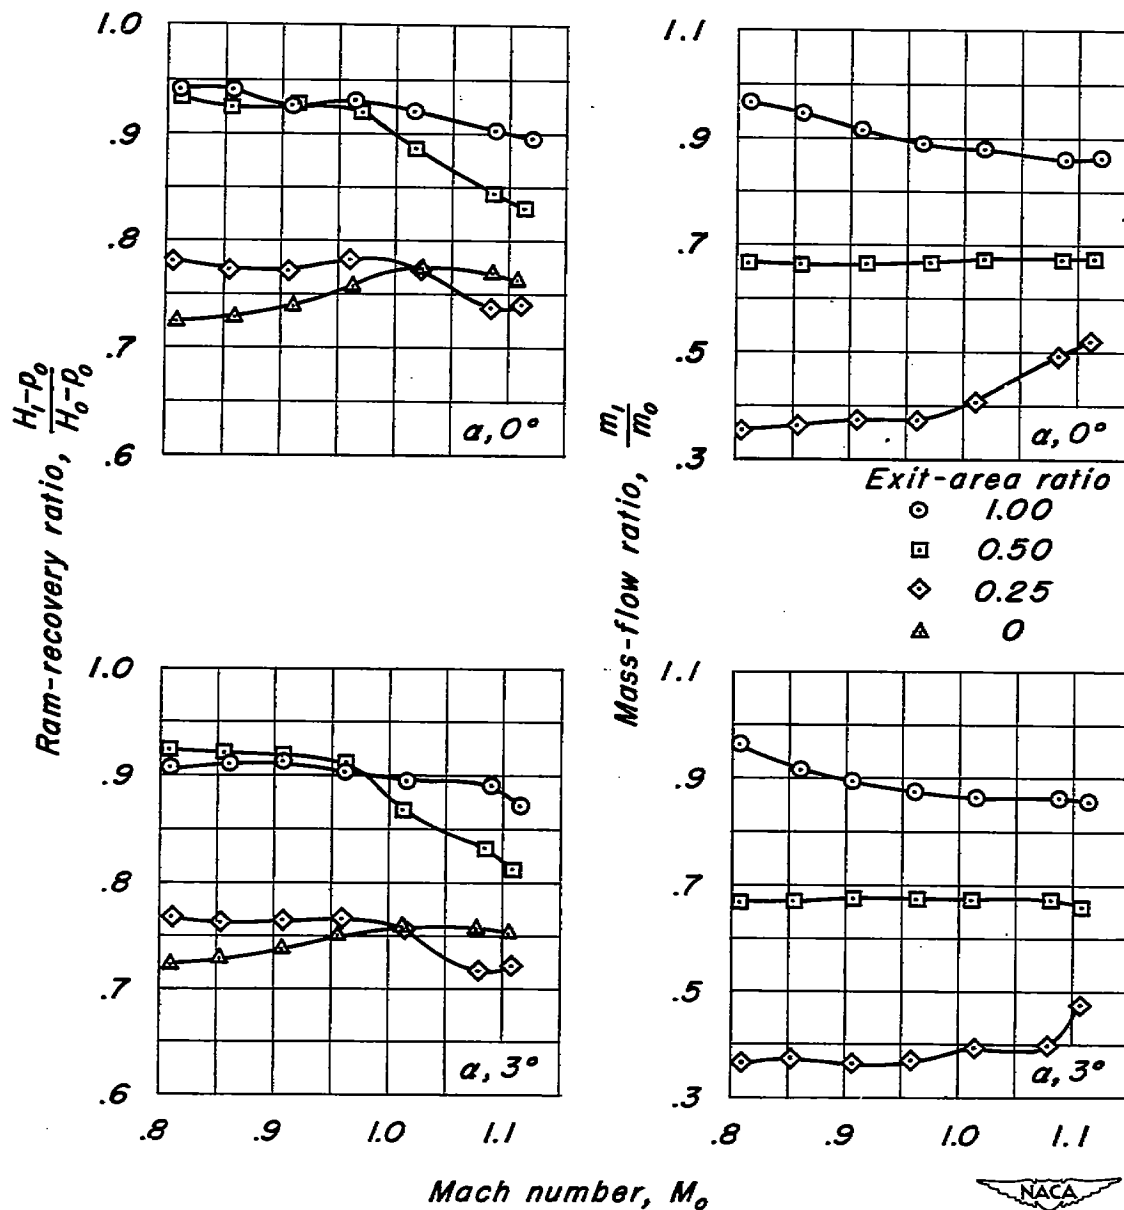 1.0
.9
.8
.7
.6
α, 0°
1.1
.9
.7
.5
.3
α, 0°
Ram-recovery ratio, H₁-p₀ / H₀-p₀
Mass-flow ratio, m₁ / m₀
Exit-area ratio
1.00
0.50
0.25
0
1.0
.9
.8
.7
.6
α, 3°
.8 .9 1.0 1.1
1.1
.9
.7
.5
.3
α, 3°
.8 .9 1.0 1.1
Mach number, M₀
NACA